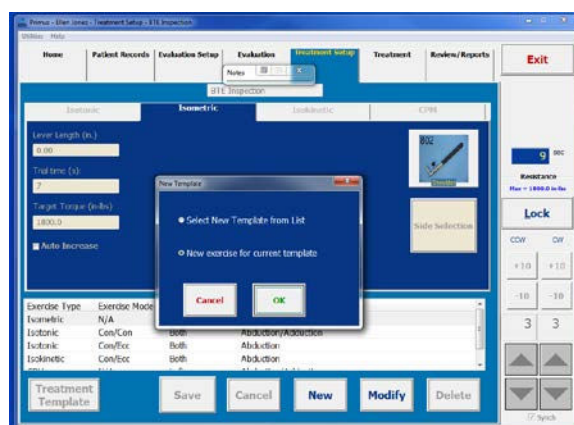 Primus - Ellen Jones - Treatment Setup - BTE Inspection
Utilities Help
Home
Patient Records
Evaluation Setup
Evaluation
Treatment Setup
Treatment
Review/Reports
Exit
Notes
BTE Inspection
Isotonic
Isometric
Isokinetic
CPM
Lever Length (in.)
0.00
802
Trial time (s)
7
Target Torque (in-lbs)
1800.0
Auto Increase
Side Selection
New Template
Select New Template from List
New exercise for current template
Cancel
OK
9 sec
Resistance
Max = 1800.0 in-lbs
Lock
CCW CW
+10 +10
-10 -10
3 3
Exercise Type Exercise Mode
Isometric N/A
Isotonic Con/Con Both Abduction/Adduction
Isotonic Con/Ecc Both Abduction
Isokinetic Con/Ecc Both Abduction
Treatment
Template
Save
Cancel
New
Modify
Delete
Synch